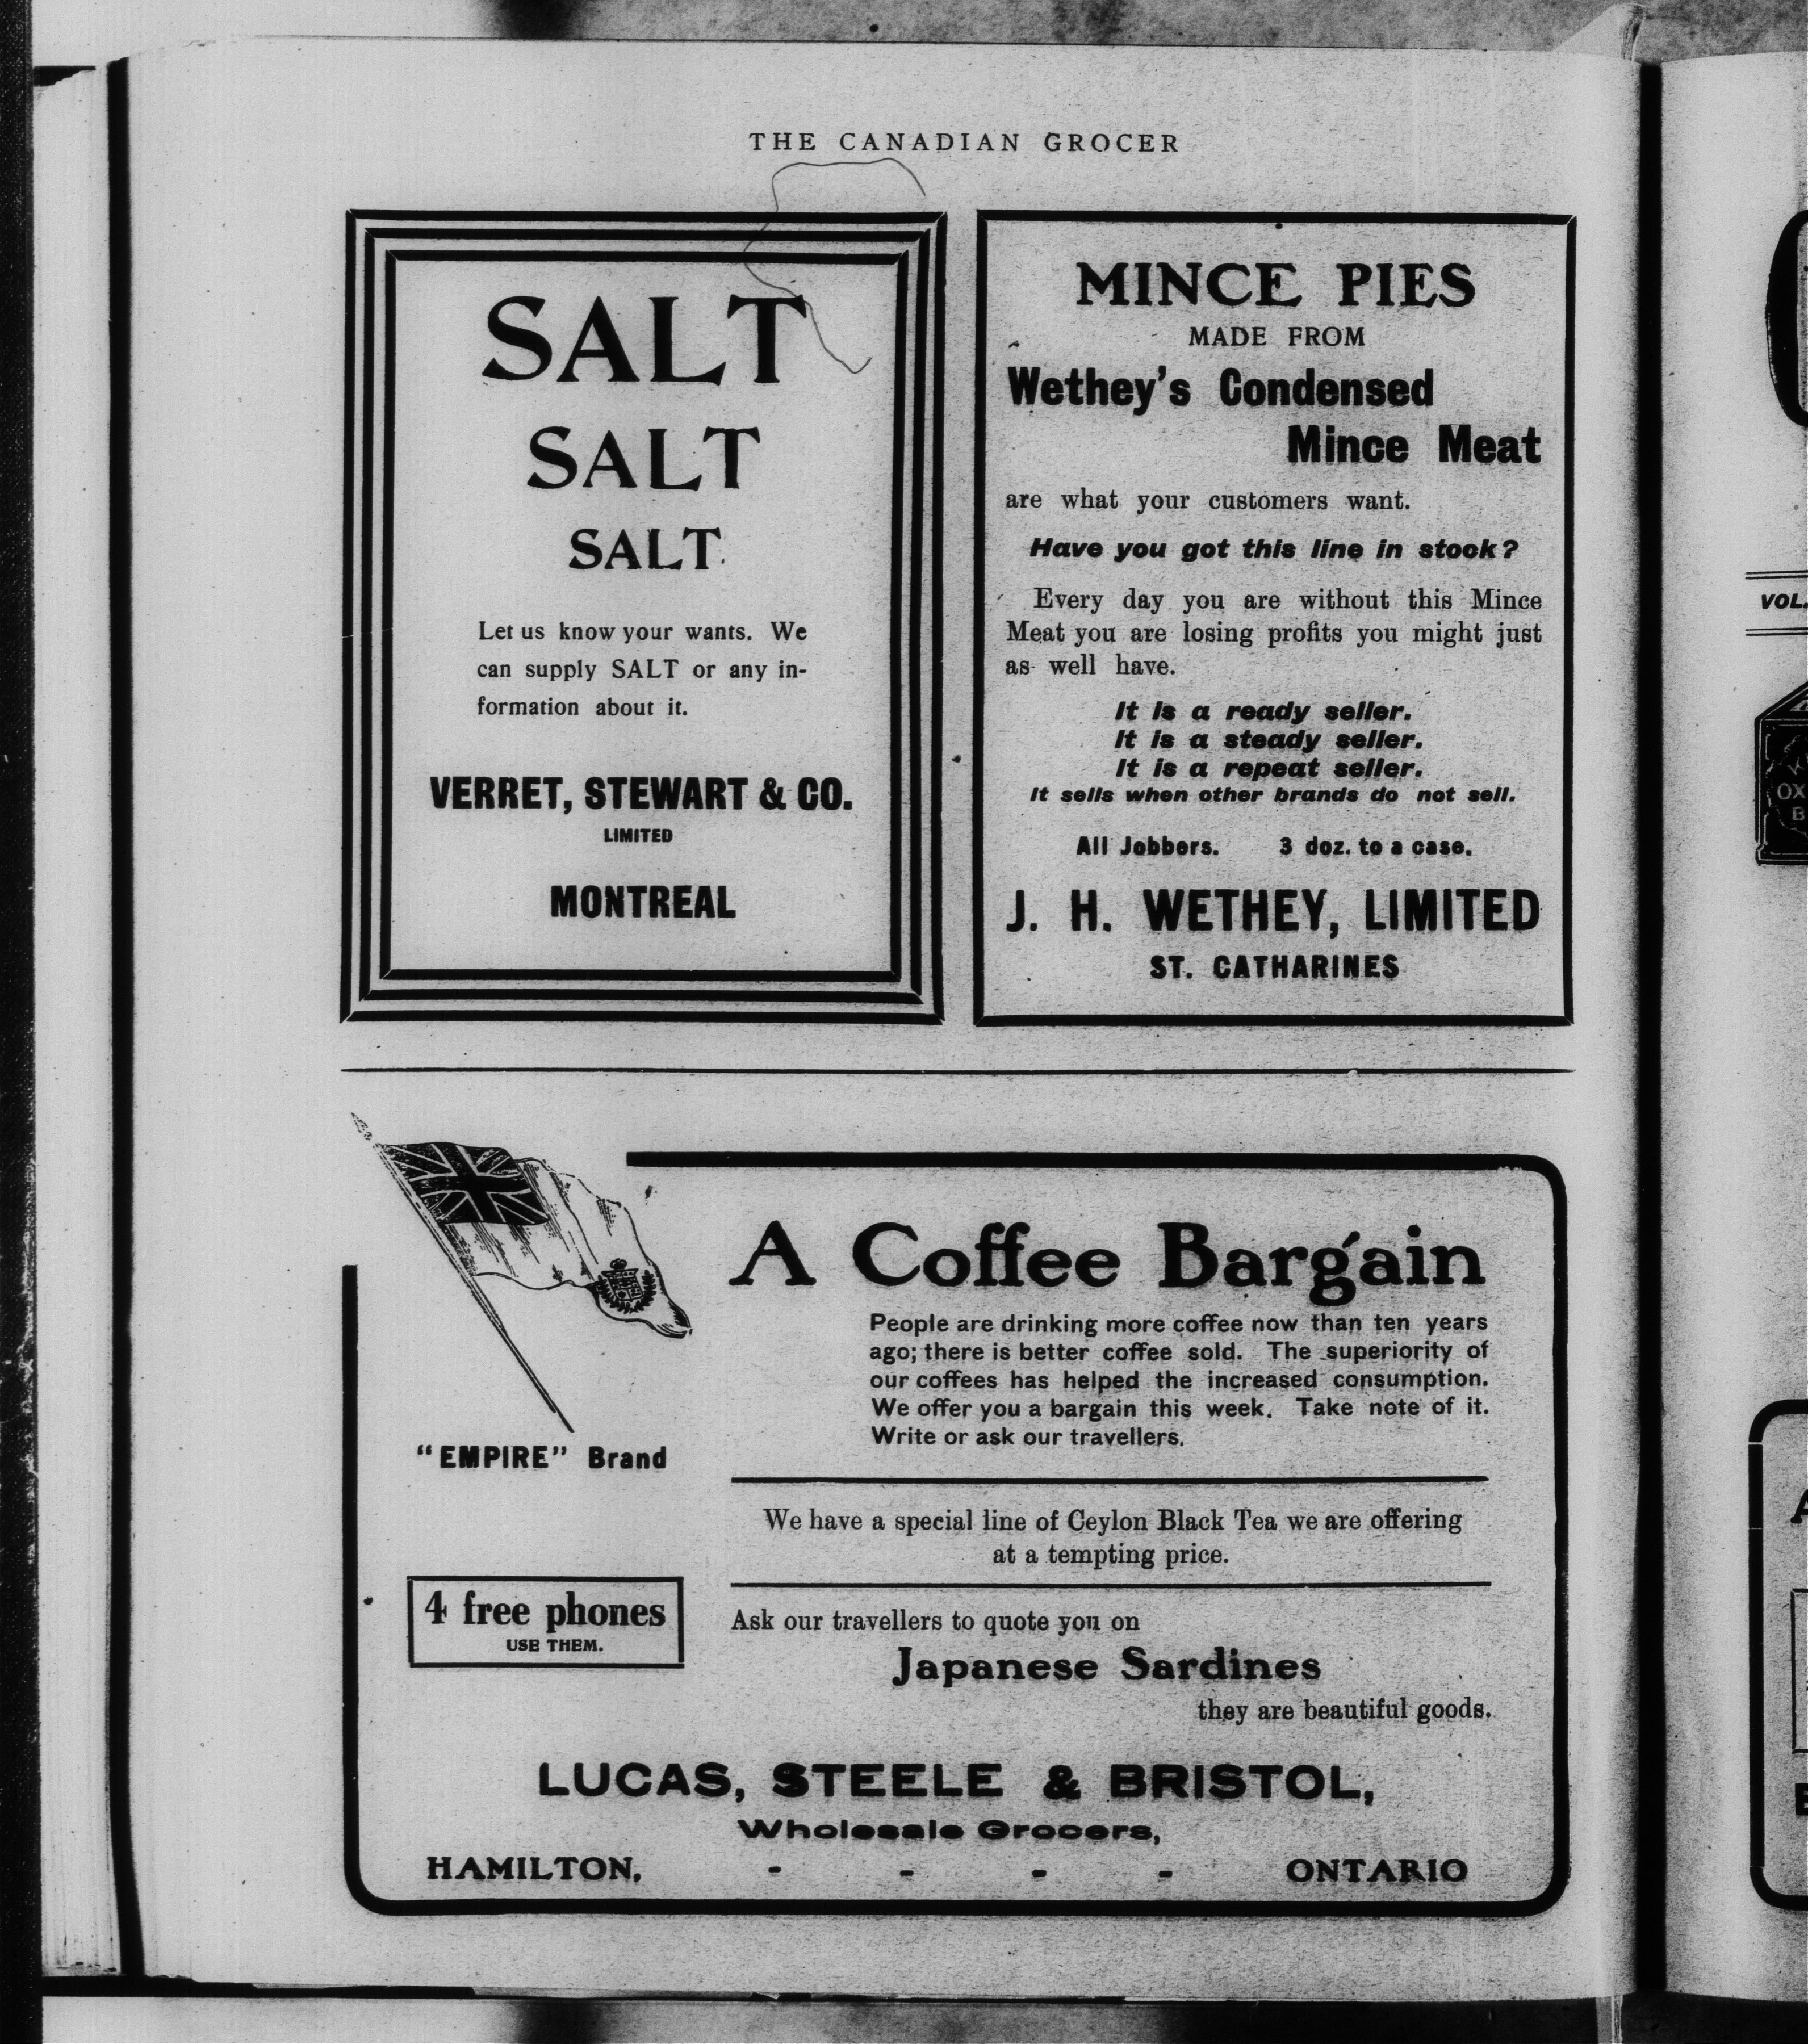 THE CANADIAN GROCER
SALT
SALT
SALT
Let us know your wants. We
can supply SALT or any in-
formation about it.
VERRET, STEWART & CO.
LIMITED
MONTREAL
MINCE PIES
MADE FROM
Wethey's Condensed
Mince Meat
are what your customers want.
Have you got this line in stock?
Every day you are without this Mince
Meat you are losing profits you might just
as well have.
It is a ready seller.
It is a steady seller.
It is a repeat seller.
It sells when other brands do not sell.
All Jobbers. 3 doz. to a case.
J. H. WETHEY, LIMITED
ST. CATHARINES
"EMPIRE" Brand
4 free phones
USE THEM.
A Coffee Bargain
People are drinking more coffee now than ten years
ago; there is better coffee sold. The superiority of
our coffees has helped the increased consumption.
We offer you a bargain this week. Take note of it.
Write or ask our travellers.
We have a special line of Ceylon Black Tea we are offering
at a tempting price.
Ask our travellers to quote you on
Japanese Sardines
they are beautiful goods.
LUCAS, STEELE & BRISTOL,
Wholesale Grocers,
HAMILTON, - - - - ONTARIO
VOL.